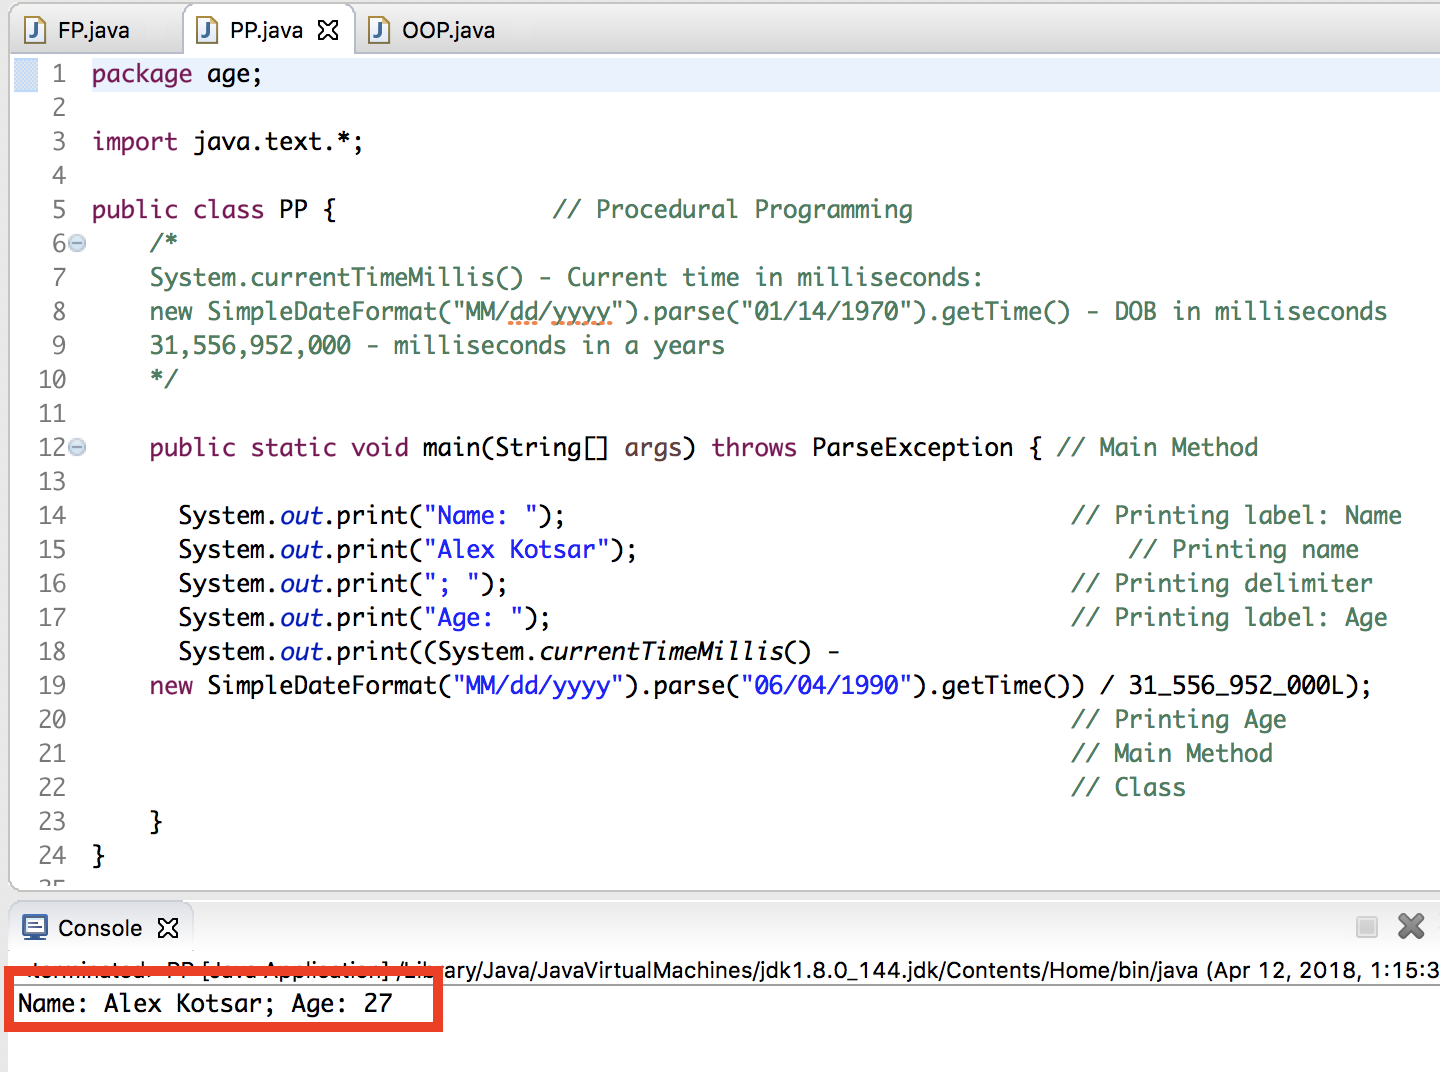 FP.java PP.java OOP.java
1 package age;
2
3 import java.text.*;
4
5 public class PP { // Procedural Programming
6 /*
7 System.currentTimeMillis() - Current time in milliseconds:
8 new SimpleDateFormat("MM/dd/yyyy").parse("01/14/1970").getTime() - DOB in milliseconds
9 31,556,952,000 - milliseconds in a years
10 */
11
12 public static void main(String[] args) throws ParseException { // Main Method
13
14 System.out.print("Name: "); // Printing label: Name
15 System.out.print("Alex Kotsar"); // Printing name
16 System.out.print("; "); // Printing delimiter
17 System.out.print("Age: "); // Printing label: Age
18 System.out.print((System.currentTimeMillis() -
19 new SimpleDateFormat("MM/dd/yyyy").parse("06/04/1990").getTime()) / 31_556_952_000L);
20 // Printing Age
21 // Main Method
22 // Class
23 }
24 }
Console
<terminated> PP [Java Application] /Library/Java/JavaVirtualMachines/jdk1.8.0_144.jdk/Contents/Home/bin/java (Apr 12, 2018, 1:15:3
Name: Alex Kotsar; Age: 27